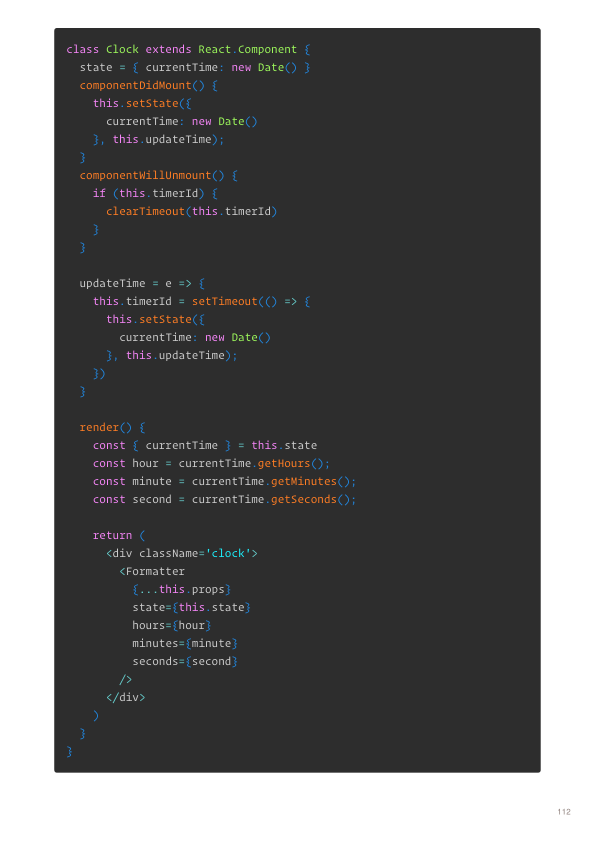 class Clock extends React.Component {
  state = { currentTime: new Date() }
  componentDidMount() {
    this.setState({
      currentTime: new Date()
    }, this.updateTime);
  }
  componentWillUnmount() {
    if (this.timerId) {
      clearTimeout(this.timerId)
    }
  }

  updateTime = e => {
    this.timerId = setTimeout(() => {
      this.setState({
        currentTime: new Date()
      }, this.updateTime);
    })
  }

  render() {
    const { currentTime } = this.state
    const hour = currentTime.getHours();
    const minute = currentTime.getMinutes();
    const second = currentTime.getSeconds();

    return (
      <div className='clock'>
        <Formatter
          {...this.props}
          state={this.state}
          hours={hour}
          minutes={minute}
          seconds={second}
        />
      </div>
    )
  }
}
112